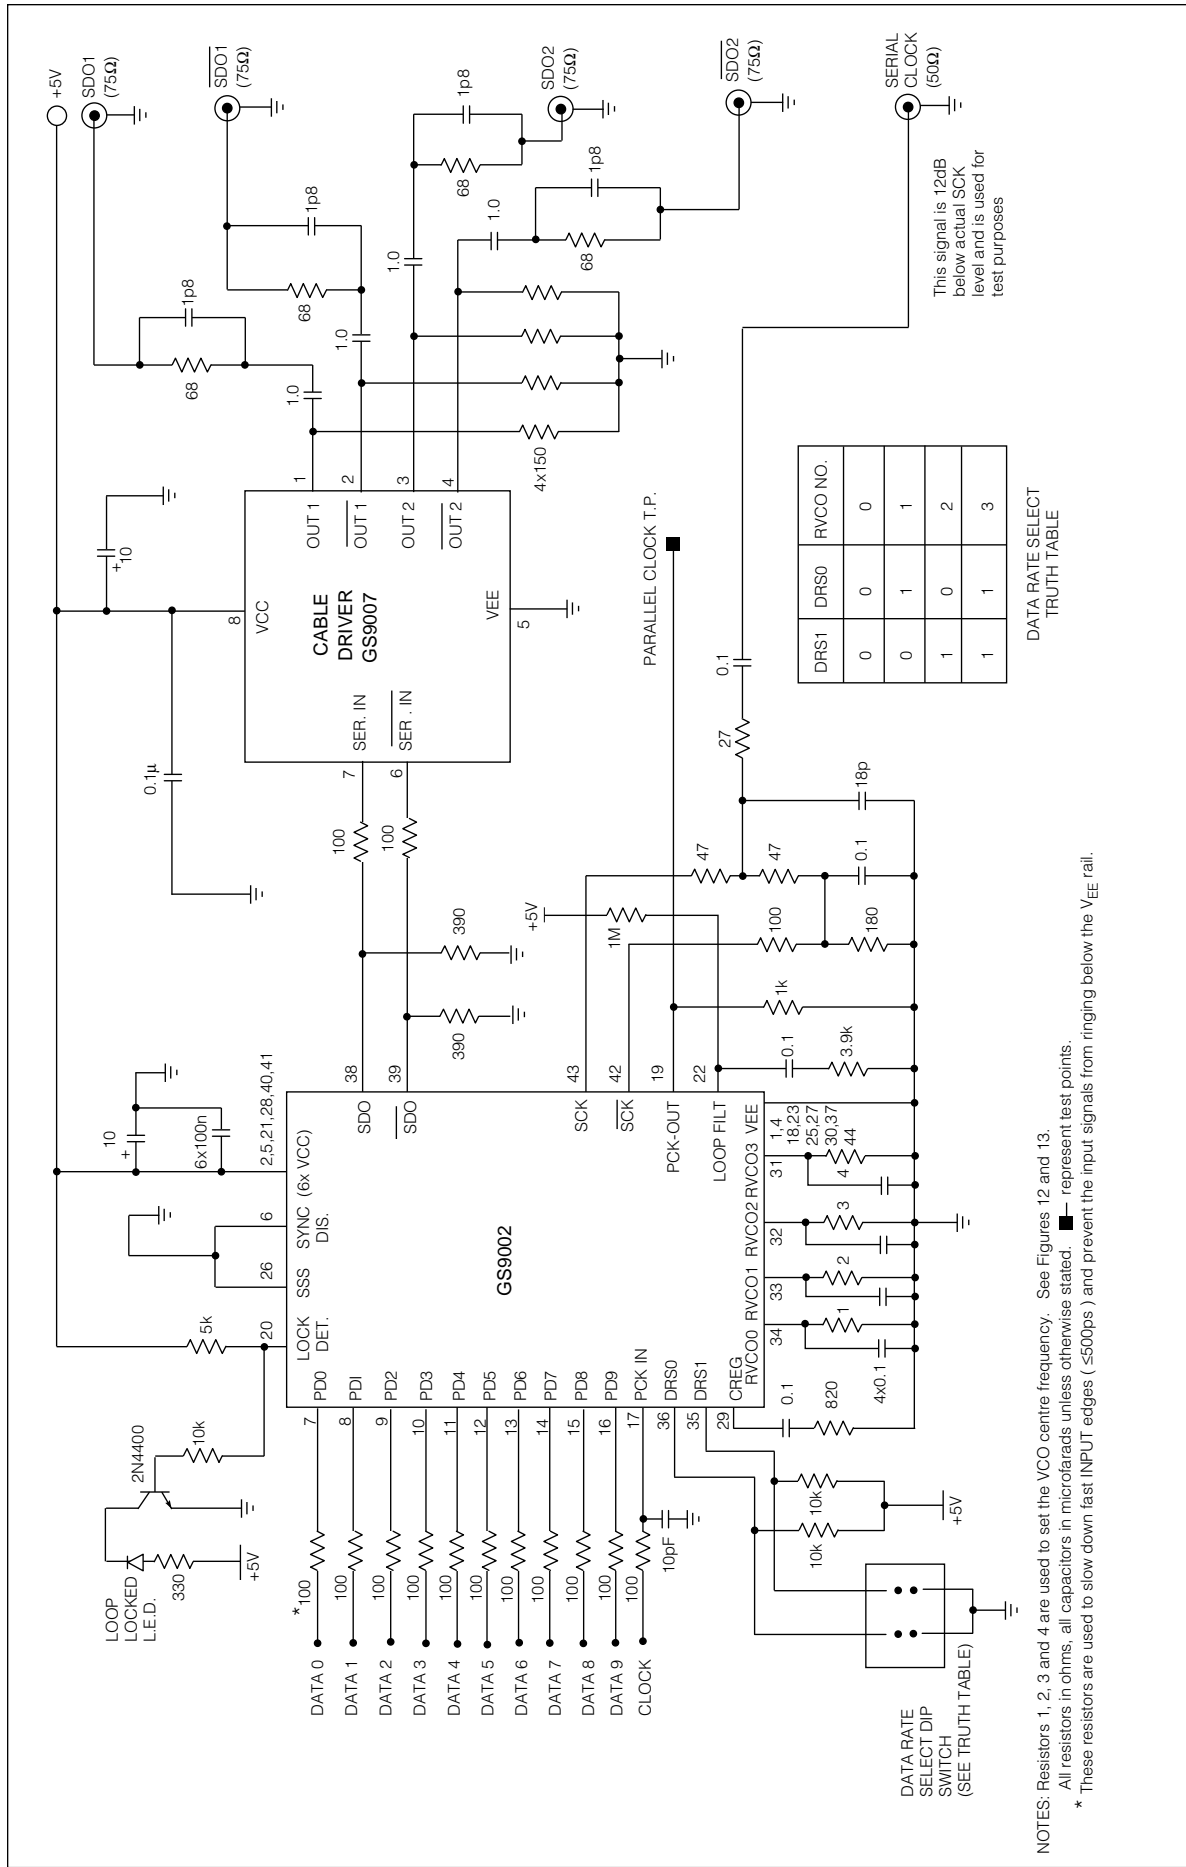 +5V
SDO1
(75Ω)
SDO1
(75Ω)
SDO2
(75Ω)
SDO2
(75Ω)
SERIAL
CLOCK
(50Ω)
This signal is 12dB
below actual SCK
level and is used for
test purposes
1p8
68
1.0
1p8
68
1.0
1p8
68
1.0
1p8
68
1.0
4x150
+10
0.1µ
8
VCC
CABLE
DRIVER
GS9007
VEE
5
OUT 1
1
OUT 1
2
OUT 2
3
OUT 2
4
SER. IN
7
SER . IN
6
100
100
390
390
PARALLEL CLOCK T.P.
DRS1
DRS0
RVCO NO.
0
0
0
0
1
1
1
0
2
1
1
3
DATA RATE SELECT
TRUTH TABLE
0.1
27
18p
47
47
0.1
100
180
+5V
1M
1k
0.1
3.9k
10
+
6x100n
2,5,21,28,40,41
(6x VCC)
6
SYNC
DIS.
26
SSS
20
LOCK
DET.
GS9002
38
SDO
39
SDO
43
SCK
42
SCK
19
PCK-OUT
22
LOOP FILT
VEE
1,4
18,23
25,27
30,37
44
RVCO3
31
4
RVCO2
32
3
RVCO1
33
2
RVCO0
34
1
4x0.1
CREG
29
0.1
820
5k
10k
2N4400
LOOP
LOCKED
L.E.D.
330
+5V
DATA 0
*100
7
PD0
DATA 1
100
8
PDI
DATA 2
100
9
PD2
DATA 3
100
10
PD3
DATA 4
100
11
PD4
DATA 5
100
12
PD5
DATA 6
100
13
PD6
DATA 7
100
14
PD7
DATA 8
100
15
PD8
DATA 9
100
16
PD9
CLOCK
100
17
PCK IN
10pF
36
DRS0
35
DRS1
10k
10k
+5V
DATA RATE
SELECT DIP
SWITCH
(SEE TRUTH TABLE)
NOTES: Resistors 1, 2, 3 and 4 are used to set the VCO centre frequency. See Figures 12 and 13.
All resistors in ohms, all capacitors in microfarads unless otherwise stated. represent test points.
* These resistors are used to slow down fast INPUT edges ( ≤500ps ) and prevent the input signals from ringing below the VEE rail.